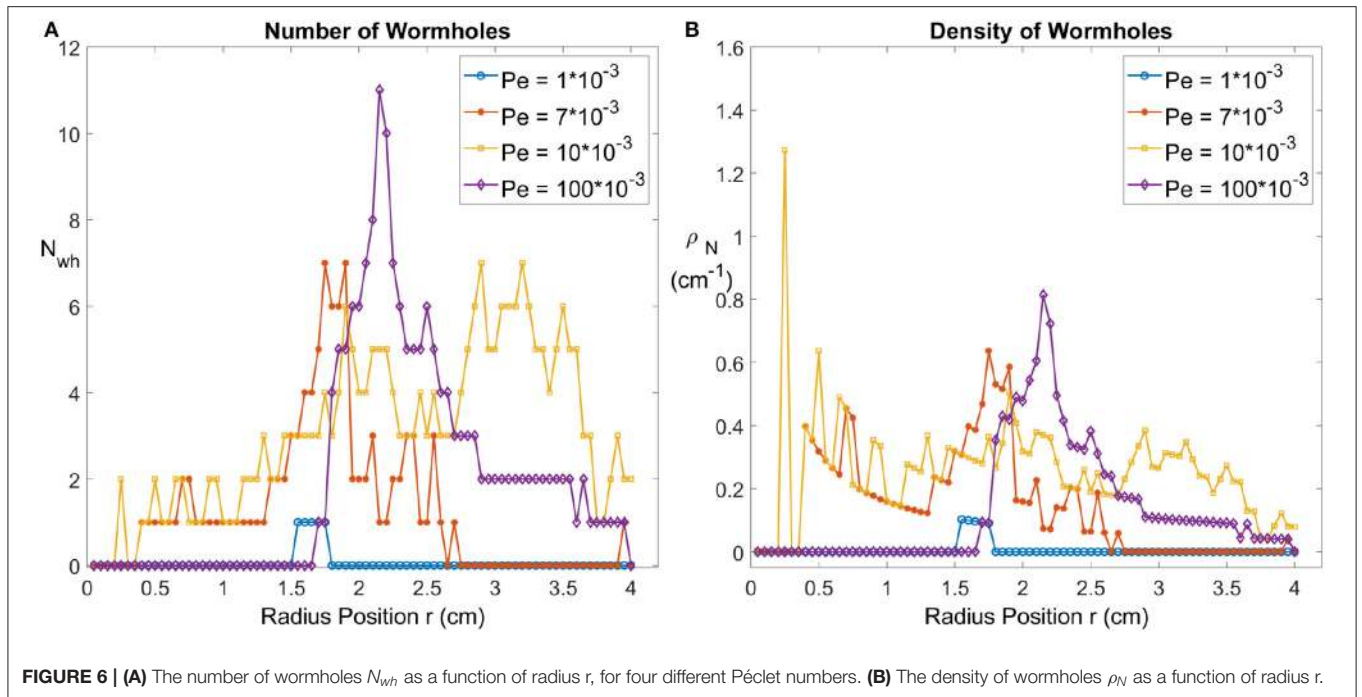 A
Number of Wormholes
12
10
8
6
4
2
0
N_wh
Pe = 1*10^-3
Pe = 7*10^-3
Pe = 10*10^-3
Pe = 100*10^-3
0 0.5 1 1.5 2 2.5 3 3.5 4
Radius Position r (cm)
B
Density of Wormholes
1.6
1.4
1.2
1
0.8
0.6
0.4
0.2
0
ρ_N
(cm^-1)
Pe = 1*10^-3
Pe = 7*10^-3
Pe = 10*10^-3
Pe = 100*10^-3
0 0.5 1 1.5 2 2.5 3 3.5 4
Radius Position r (cm)
FIGURE 6 | (A) The number of wormholes N_wh as a function of radius r, for four different Péclet numbers. (B) The density of wormholes ρ_N as a function of radius r.